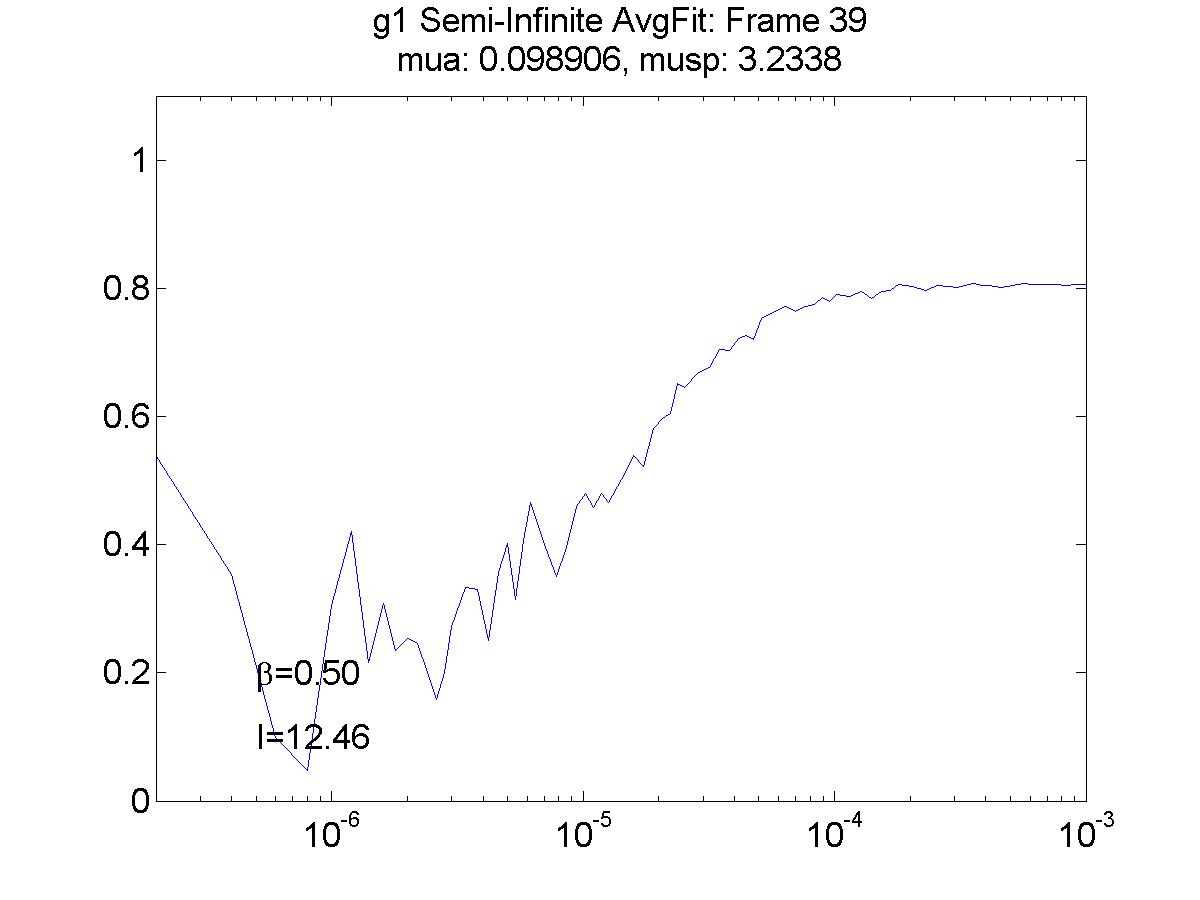 g1 Semi-Infinite AvgFit: Frame 39
mua: 0.098906, musp: 3.2338
1
0.8
0.6
0.4
0.2
0
β=0.50
I=12.46
10^-6
10^-5
10^-4
10^-3